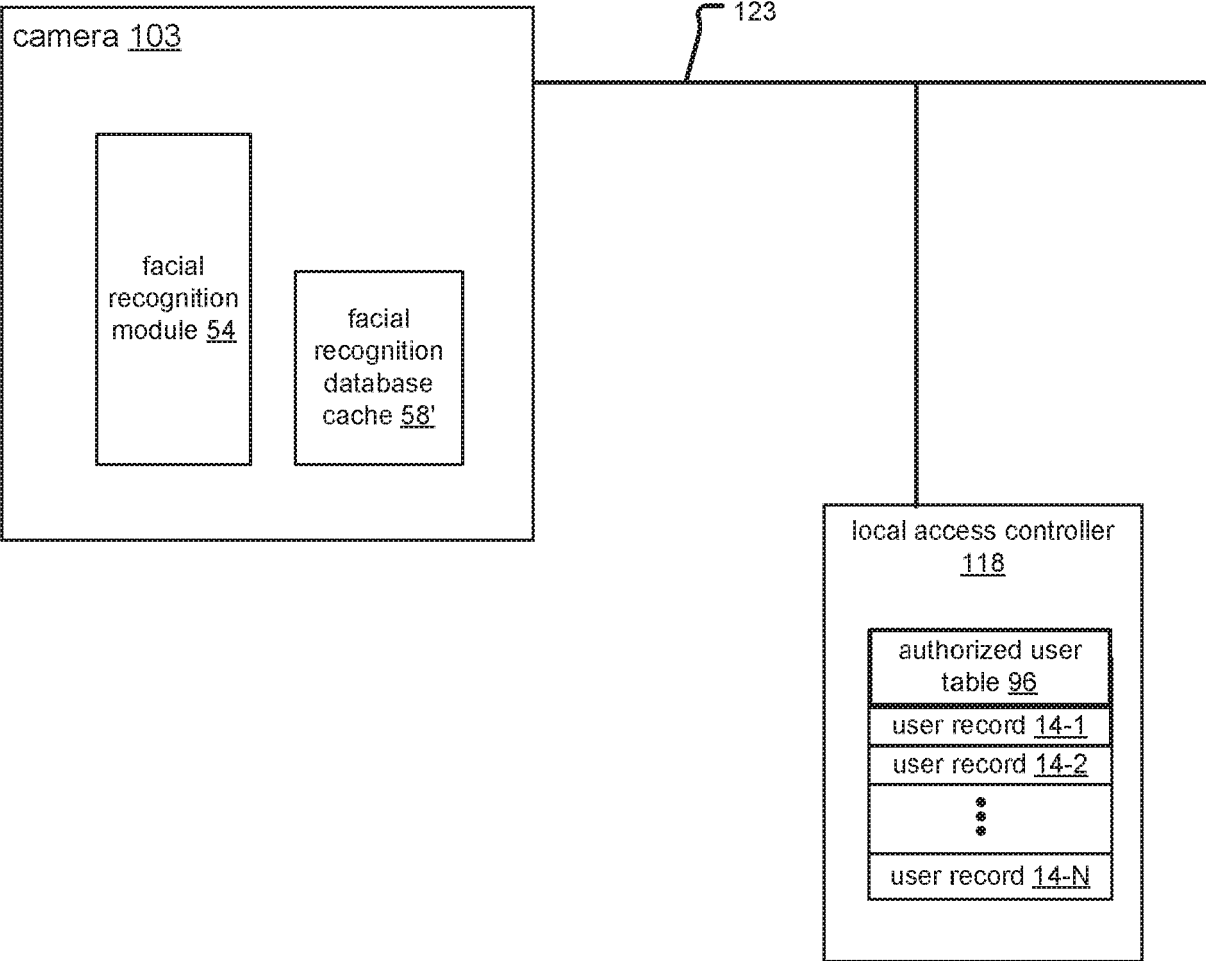 camera 103
123
facial
recognition
module 54
facial
recognition
database
cache 58'
local access controller
118
authorized user
table 96
user record 14-1
user record 14-2
user record 14-N